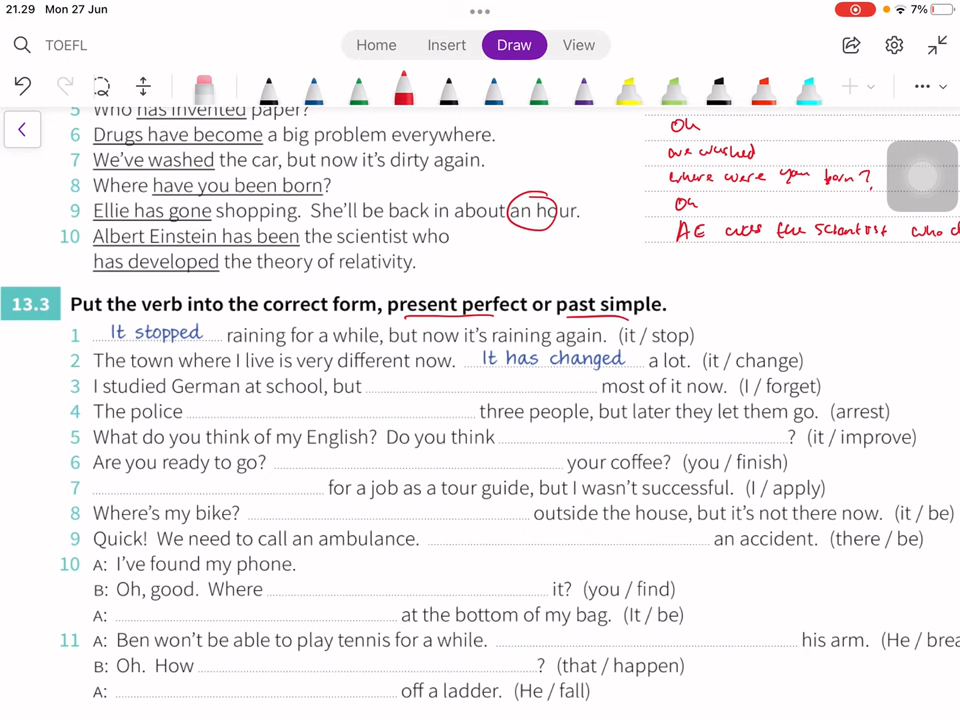 21.29 Mon 27 Jun
7%
TOEFL
Home Insert Draw View
5 Who has invented paper?
6 Drugs have become a big problem everywhere.
7 We've washed the car, but now it's dirty again.
8 Where have you been born?
9 Ellie has gone shopping. She'll be back in about an hour.
10 Albert Einstein has been the scientist who
has developed the theory of relativity.
Ok
we washed
where were you born?
Ok
AE was the scientist who d
13.3 Put the verb into the correct form, present perfect or past simple.
1 It stopped raining for a while, but now it's raining again. (it / stop)
2 The town where I live is very different now. It has changed a lot. (it / change)
3 I studied German at school, but most of it now. (I / forget)
4 The police three people, but later they let them go. (arrest)
5 What do you think of my English? Do you think ? (it / improve)
6 Are you ready to go? your coffee? (you / finish)
7 for a job as a tour guide, but I wasn't successful. (I / apply)
8 Where's my bike? outside the house, but it's not there now. (it / be)
9 Quick! We need to call an ambulance. an accident. (there / be)
10 A: I've found my phone.
B: Oh, good. Where it? (you / find)
A: at the bottom of my bag. (It / be)
11 A: Ben won't be able to play tennis for a while. his arm. (He / brea
B: Oh. How ? (that / happen)
A: off a ladder. (He / fall)